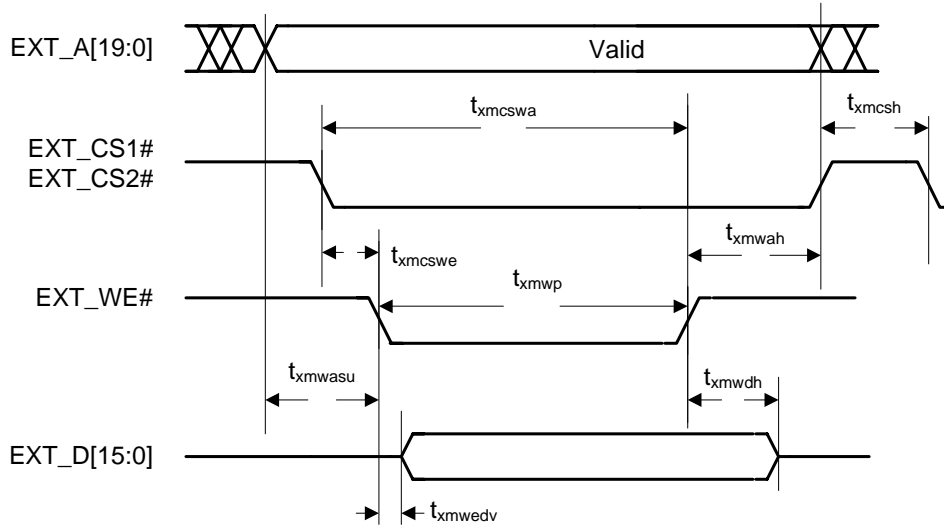 EXT_A[19:0]
Valid
t_xmcswa
t_xmcsh
EXT_CS1#
EXT_CS2#
t_xmcswe
t_xmwah
t_xmwp
EXT_WE#
t_xmwasu
t_xmwdh
EXT_D[15:0]
t_xmwedv